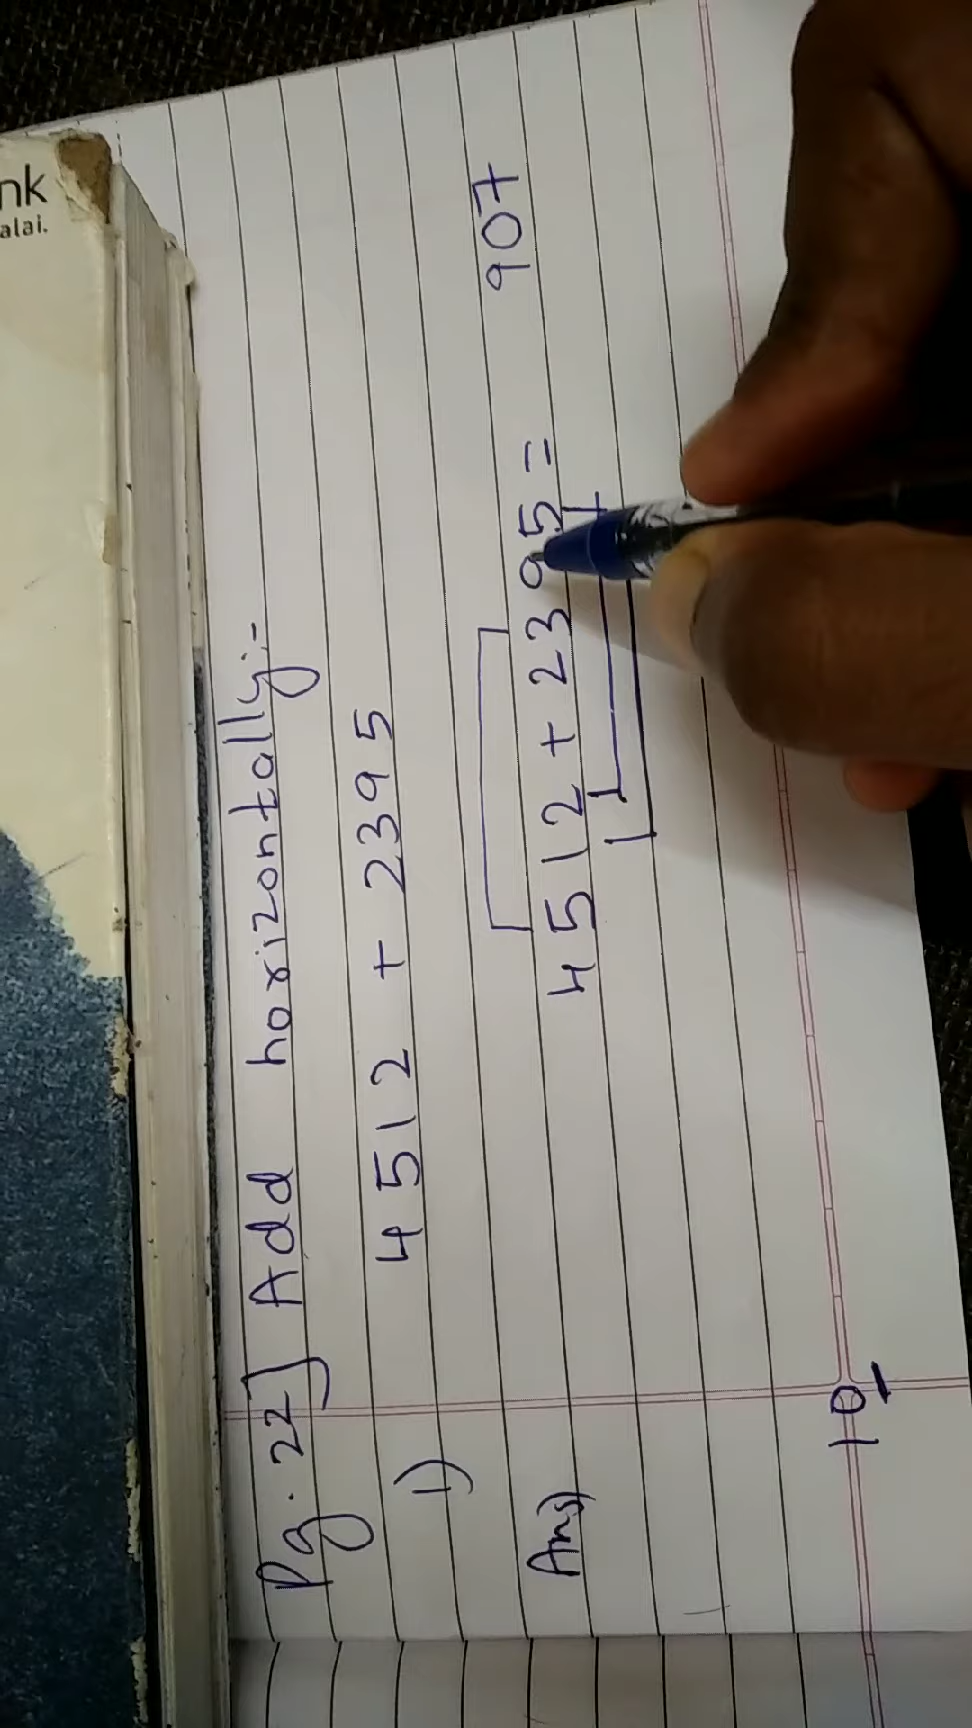 Pg. 22] Add horizontally:-
1) 4512 + 2395
907
Ans) 4512 + 2395 =
10
nk
alai.